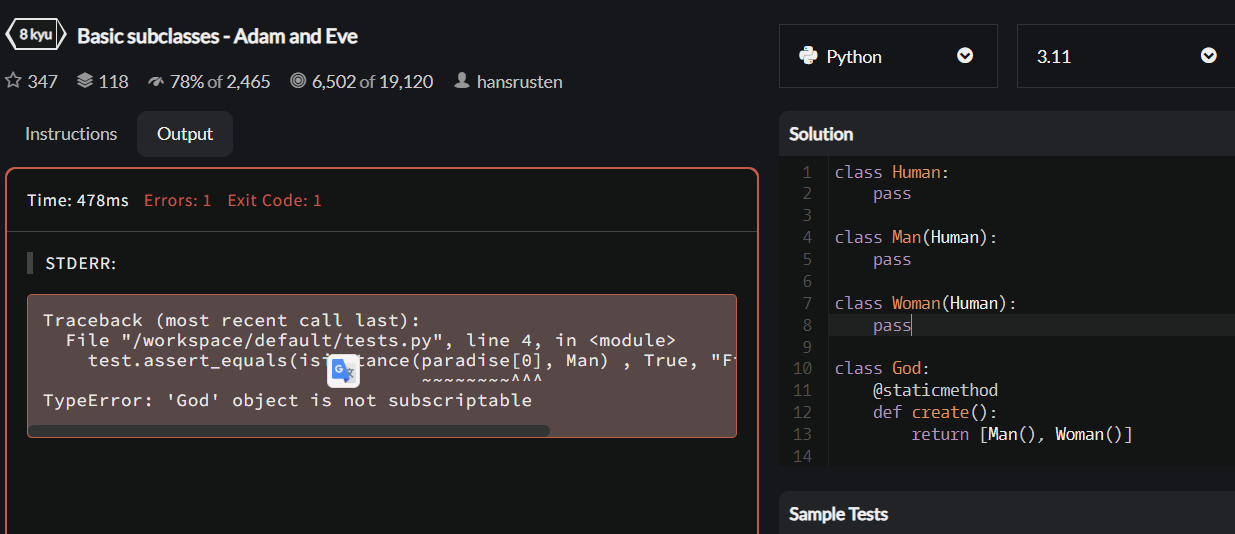 8 kyu Basic subclasses - Adam and Eve
347 118 78% of 2,465 6,502 of 19,120 hansrusten
Instructions Output
Time: 478ms Errors: 1 Exit Code: 1
STDERR:
Traceback (most recent call last):
File "/workspace/default/tests.py", line 4, in <module>
test.assert_equals(isi tance(paradise[0], Man) , True, "F
~~~~~~~~^^^
TypeError: 'God' object is not subscriptable
Python 3.11
Solution
1 class Human:
2 pass
3
4 class Man(Human):
5 pass
6
7 class Woman(Human):
8 pass
9
10 class God:
11 @staticmethod
12 def create():
13 return [Man(), Woman()]
14
Sample Tests